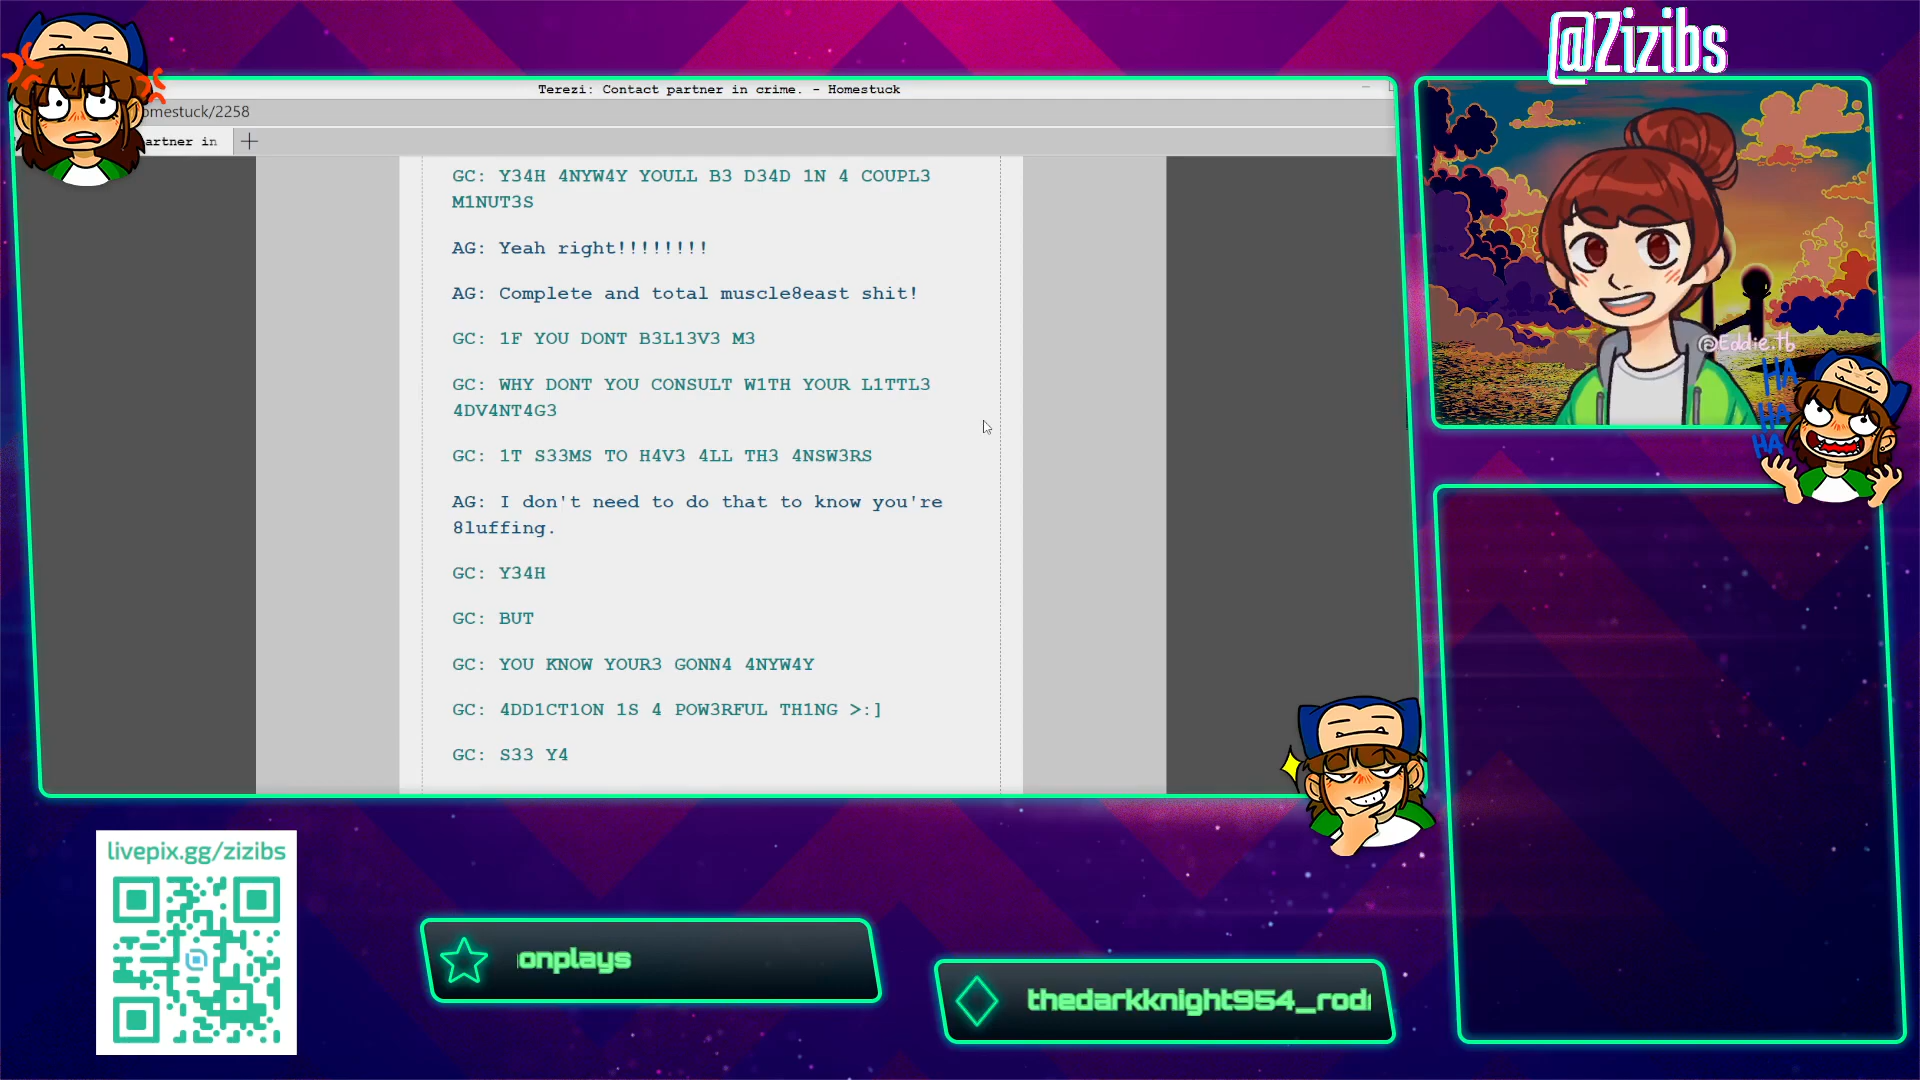 @Zizibs
Terezi: Contact partner in crime. - Homestuck
omestuck/2258
artner in
GC: Y34H 4NYW4Y YOULL B3 D34D 1N 4 COUPL3
M1NUT3S
AG: Yeah right!!!!!!!!
AG: Complete and total muscle8east shit!
GC: 1F YOU DONT B3L13V3 M3
GC: WHY DONT YOU CONSULT W1TH YOUR L1TTL3
4DV4NT4G3
GC: 1T S33MS TO H4V3 4LL TH3 4NSW3RS
AG: I don't need to do that to know you're
8luffing.
GC: Y34H
GC: BUT
GC: YOU KNOW YOUR3 GONN4 4NYW4Y
GC: 4DD1CT1ON 1S 4 POW3RFUL TH1NG >:]
GC: S33 Y4
@Eddie.tb
HA
HA
HA
livepix.gg/zizibs
onplays
thedarkknight954_rod